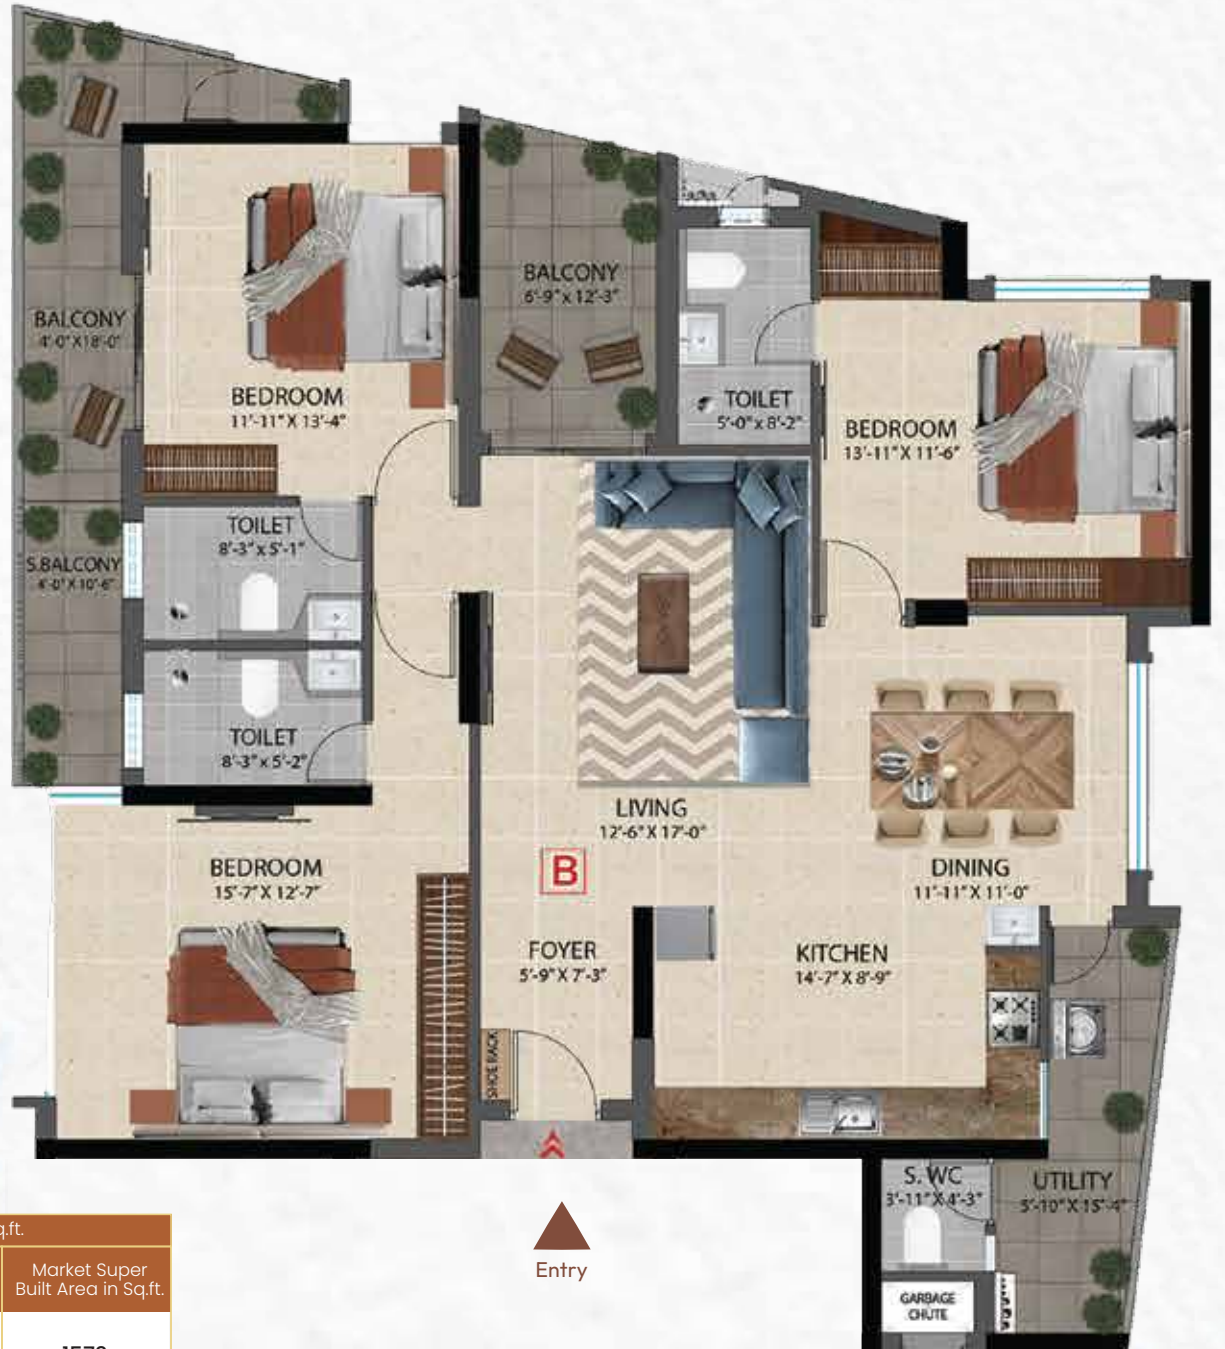 BALCONY
6'-9" x 12'-3"
BALCONY
4'-0" X 18'-0"
BEDROOM
11'-11" X 13'-4"
TOILET
5'-0" x 8'-2"
BEDROOM
13'-11" X 11'-6"
TOILET
8'-3" x 5'-1"
S.BALCONY
4'-0" X 10'-6"
TOILET
8'-3" x 5'-2"
LIVING
12'-6" X 17'-0"
BEDROOM
15'-7" X 12'-7"
B
DINING
11'-11" X 11'-0"
FOYER
5'-9" X 7'-3"
KITCHEN
14'-7" X 8'-9"
SHOE RACK
S. WC
3'-11" X 4'-3"
UTILITY
5'-10" X 15'-4"
Entry
GARBAGE
CHUTE
Market Super
Built Area in Sq.ft.